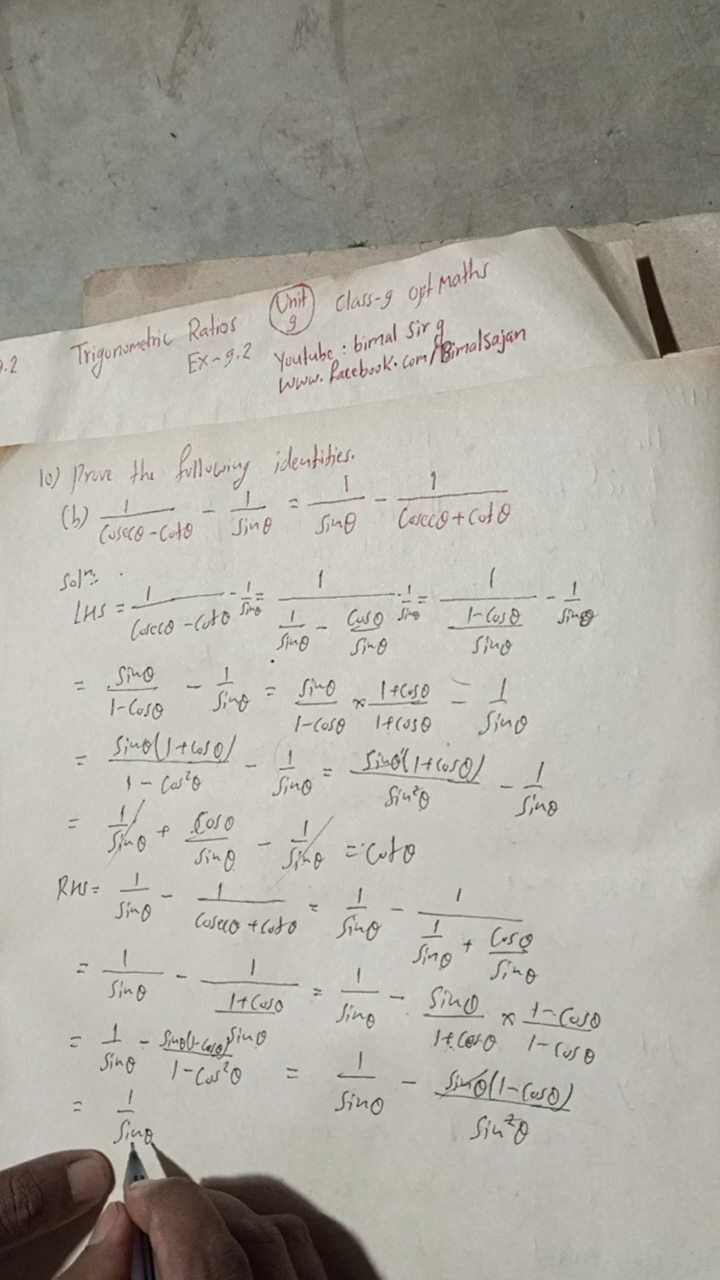 9.2 Trigonometric Ratios Unit 9 Class-9 opt Maths
Ex-9.2 Youtube: bimal Sir g
www.facebook.com/Bimalsajan
10) Prove the following identities.
(b) 1/(Cosecθ - Cotθ) - 1/Sinθ = 1/Sinθ - 1/(Cosecθ + Cotθ)
Soln:
LHS = 1/(Cosecθ - Cotθ) - 1/Sinθ = 1/(1/Sinθ - Cosθ/Sinθ) - 1/Sinθ = 1/((1-Cosθ)/Sinθ) - 1/Sinθ
= Sinθ/(1-Cosθ) - 1/Sinθ = Sinθ/(1-Cosθ) × (1+Cosθ)/(1+Cosθ) - 1/Sinθ
= Sinθ(1+Cosθ)/(1-Cos²θ) - 1/Sinθ = Sinθ(1+Cosθ)/Sin²θ - 1/Sinθ
= 1/Sinθ + Cosθ/Sinθ - 1/Sinθ = Cotθ
RHS = 1/Sinθ - 1/(Cosecθ + Cotθ) = 1/Sinθ - 1/(1/Sinθ + Cosθ/Sinθ)
= 1/Sinθ - 1/((1+Cosθ)/Sinθ) = 1/Sinθ - Sinθ/(1+Cosθ) × (1-Cosθ)/(1-Cosθ)
= 1/Sinθ - Sinθ(1-Cosθ)/(1-Cos²θ) = 1/Sinθ - Sinθ(1-Cosθ)/Sin²θ
= 1/Sinθ